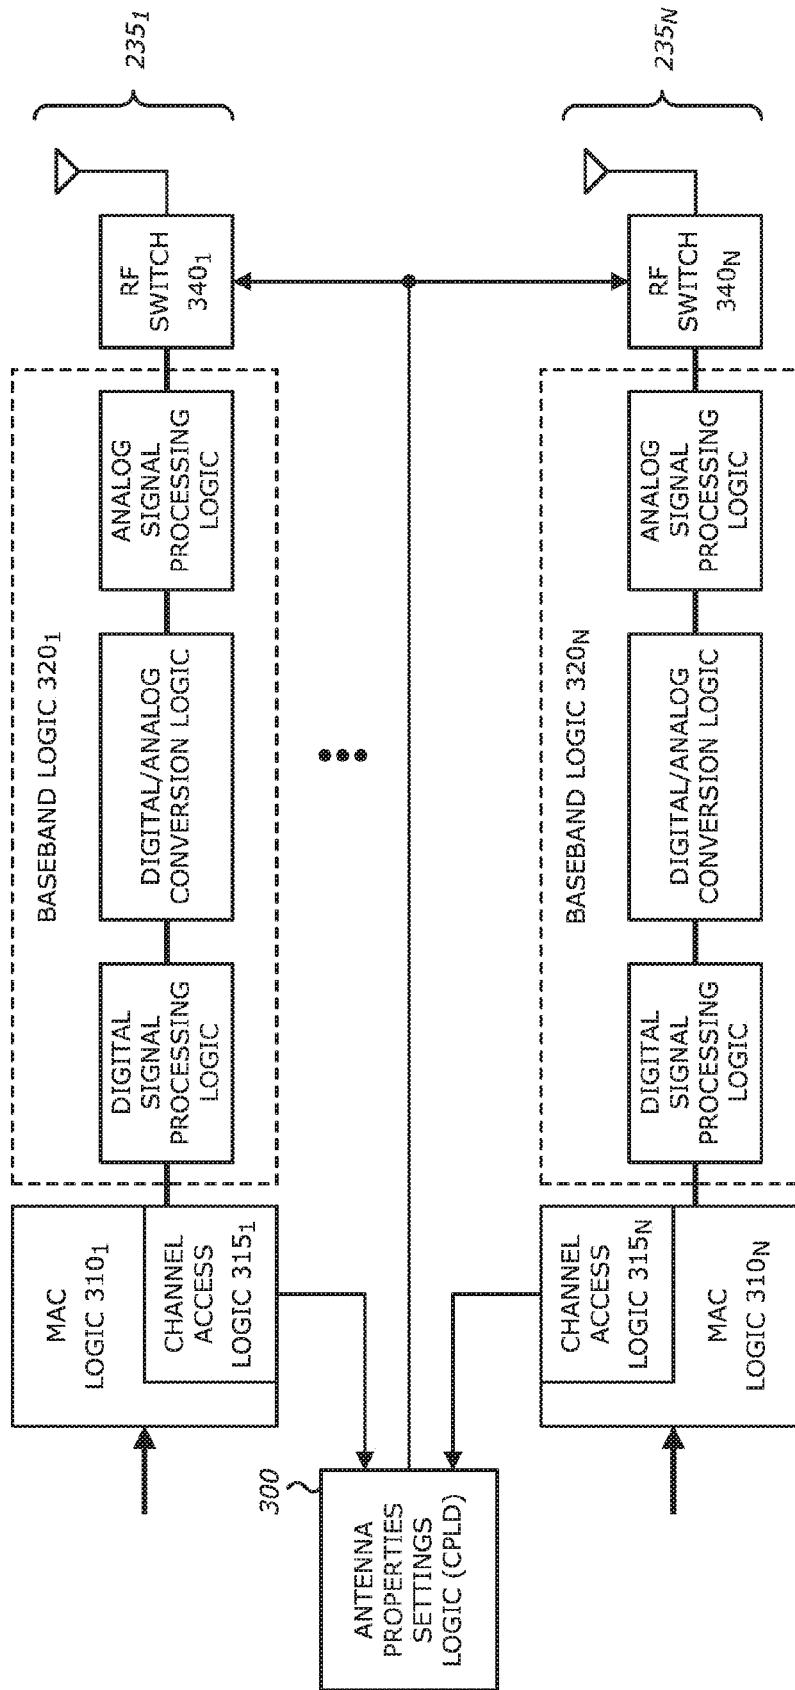 MAC
LOGIC 310₁
CHANNEL
ACCESS
LOGIC 315₁
BASEBAND LOGIC 320₁
DIGITAL
SIGNAL
PROCESSING
LOGIC
DIGITAL/ANALOG
CONVERSION LOGIC
ANALOG
SIGNAL
PROCESSING
LOGIC
RF
SWITCH
340₁
235₁
300
ANTENNA
PROPERTIES
SETTINGS
LOGIC (CPLD)
CHANNEL
ACCESS
LOGIC 315N
MAC
LOGIC 310N
BASEBAND LOGIC 320N
DIGITAL
SIGNAL
PROCESSING
LOGIC
DIGITAL/ANALOG
CONVERSION LOGIC
ANALOG
SIGNAL
PROCESSING
LOGIC
RF
SWITCH
340N
235N